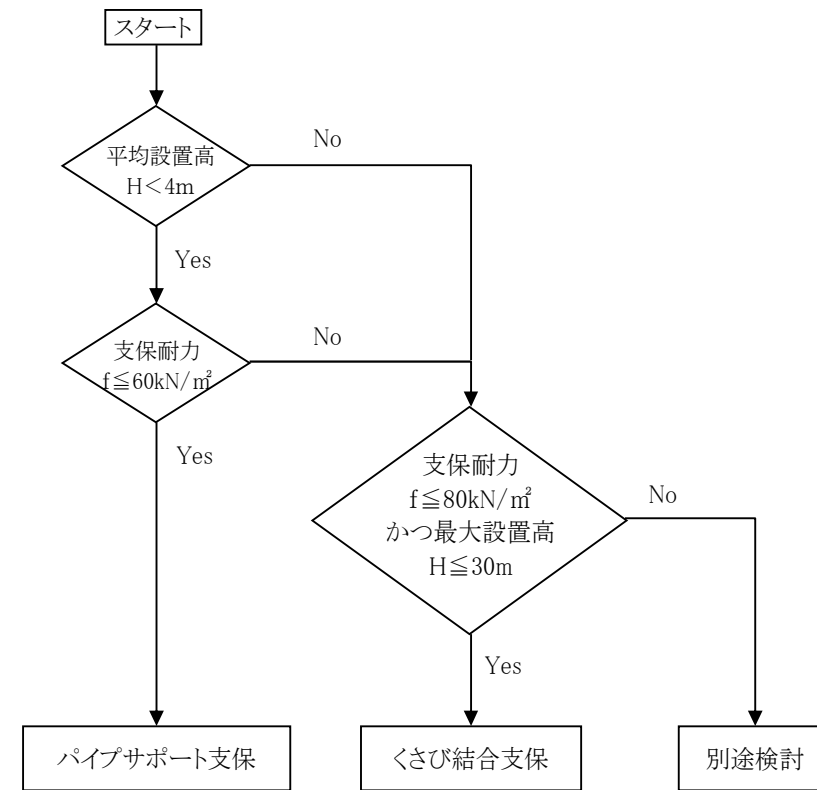 スタート
平均設置高
H＜4m
No
Yes
支保耐力
f≦60kN/㎡
No
Yes
支保耐力
f≦80kN/㎡
かつ最大設置高
H≦30m
No
Yes
パイプサポート支保
くさび結合支保
別途検討